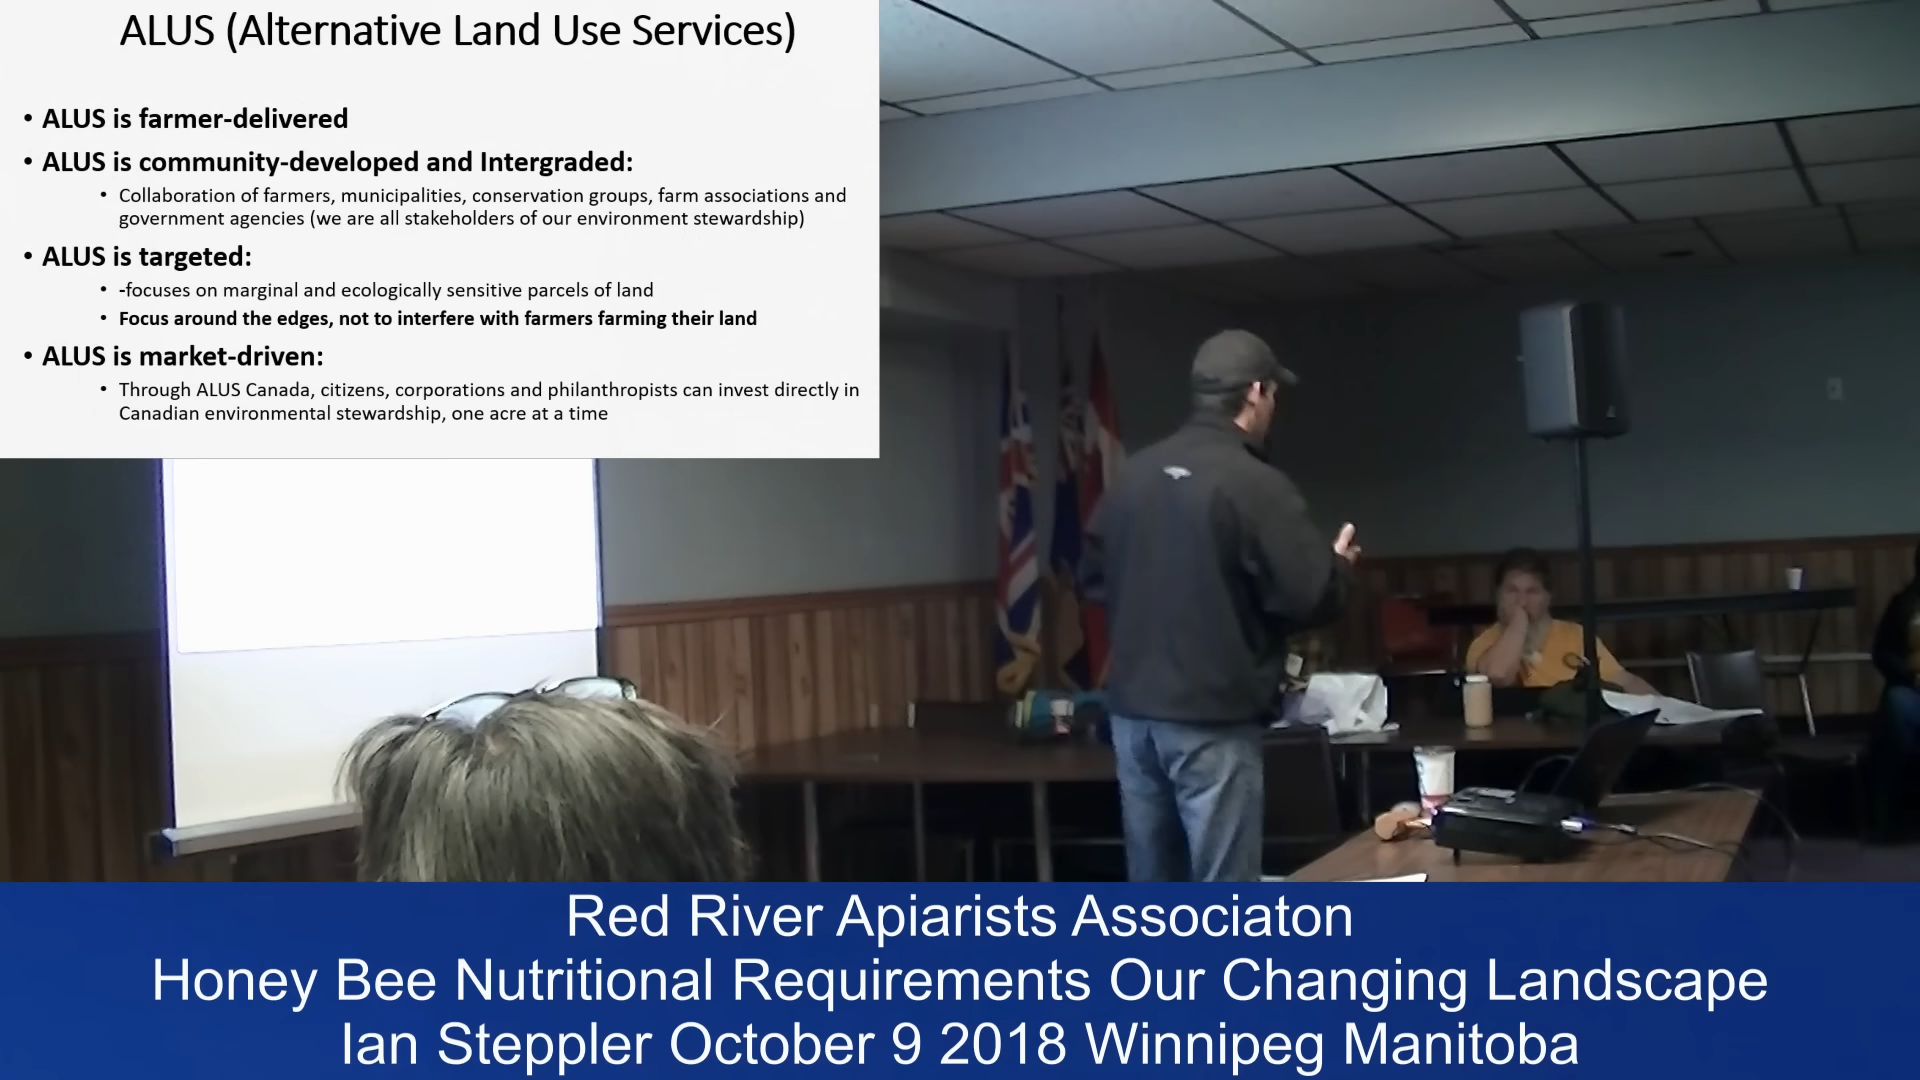 ALUS (Alternative Land Use Services)
• ALUS is farmer-delivered
• ALUS is community-developed and Intergraded:
• Collaboration of farmers, municipalities, conservation groups, farm associations and
government agencies (we are all stakeholders of our environment stewardship)
• ALUS is targeted:
• -focuses on marginal and ecologically sensitive parcels of land
• Focus around the edges, not to interfere with farmers farming their land
• ALUS is market-driven:
• Through ALUS Canada, citizens, corporations and philanthropists can invest directly in
Canadian environmental stewardship, one acre at a time
Red River Apiarists Associaton
Honey Bee Nutritional Requirements Our Changing Landscape
Ian Steppler October 9 2018 Winnipeg Manitoba